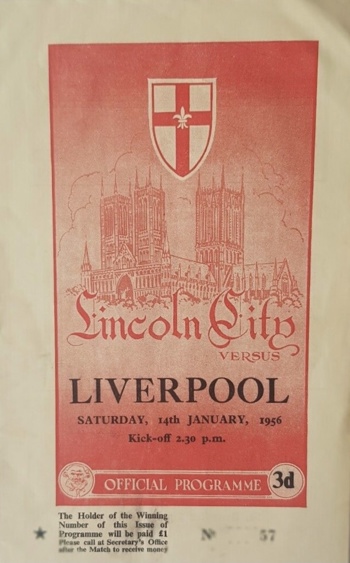 Lincoln City
VERSUS
LIVERPOOL
SATURDAY, 14th JANUARY, 1956
Kick-off 2.30 p.m.
OFFICIAL PROGRAMME 3d
The Holder of the Winning
Number of this Issue of
Programme will be paid £1
Please call at Secretary's Office
after the Match to receive money
Nº 57